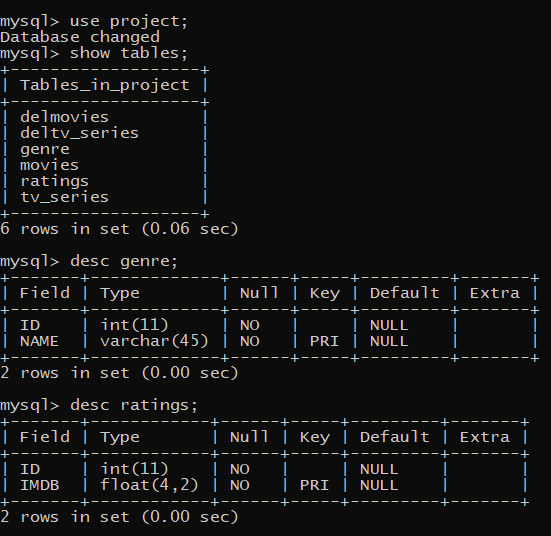 mysql> use project;
Database changed
mysql> show tables;
+-------------------+
| Tables_in_project |
+-------------------+
| delmovies         |
| deltv_series      |
| genre             |
| movies            |
| ratings           |
| tv_series         |
+-------------------+
6 rows in set (0.06 sec)

mysql> desc genre;
+-------+-------------+------+-----+---------+-------+
| Field | Type        | Null | Key | Default | Extra |
+-------+-------------+------+-----+---------+-------+
| ID    | int(11)     | NO   |     | NULL    |       |
| NAME  | varchar(45) | NO   | PRI | NULL    |       |
+-------+-------------+------+-----+---------+-------+
2 rows in set (0.00 sec)

mysql> desc ratings;
+-------+------------+------+-----+---------+-------+
| Field | Type       | Null | Key | Default | Extra |
+-------+------------+------+-----+---------+-------+
| ID    | int(11)    | NO   |     | NULL    |       |
| IMDB  | float(4,2) | NO   | PRI | NULL    |       |
+-------+------------+------+-----+---------+-------+
2 rows in set (0.00 sec)